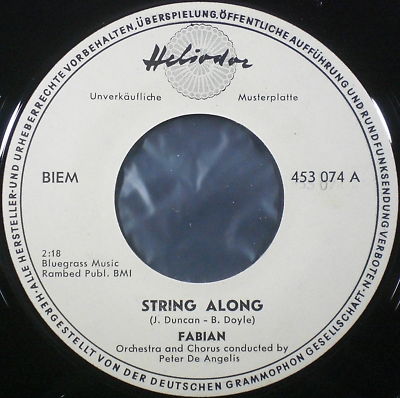 Heliodor
Unverkäufliche Musterplatte
BIEM 453 074 A
2:18
Bluegrass Music
Rambed Publ. BMI
STRING ALONG
(J. Duncan - B. Doyle)
FABIAN
Orchestra and Chorus conducted by
Peter De Angelis
ALLE HERSTELLER- UND URHEBERRECHTE VORBEHALTEN, ÜBERSPIELUNG, ÖFFENTLICHE AUFFÜHRUNG UND RUNDFUNKSENDUNG VERBOTEN· HERGESTELLT VON DER DEUTSCHEN GRAMMOPHON GESELLSCHAFT·